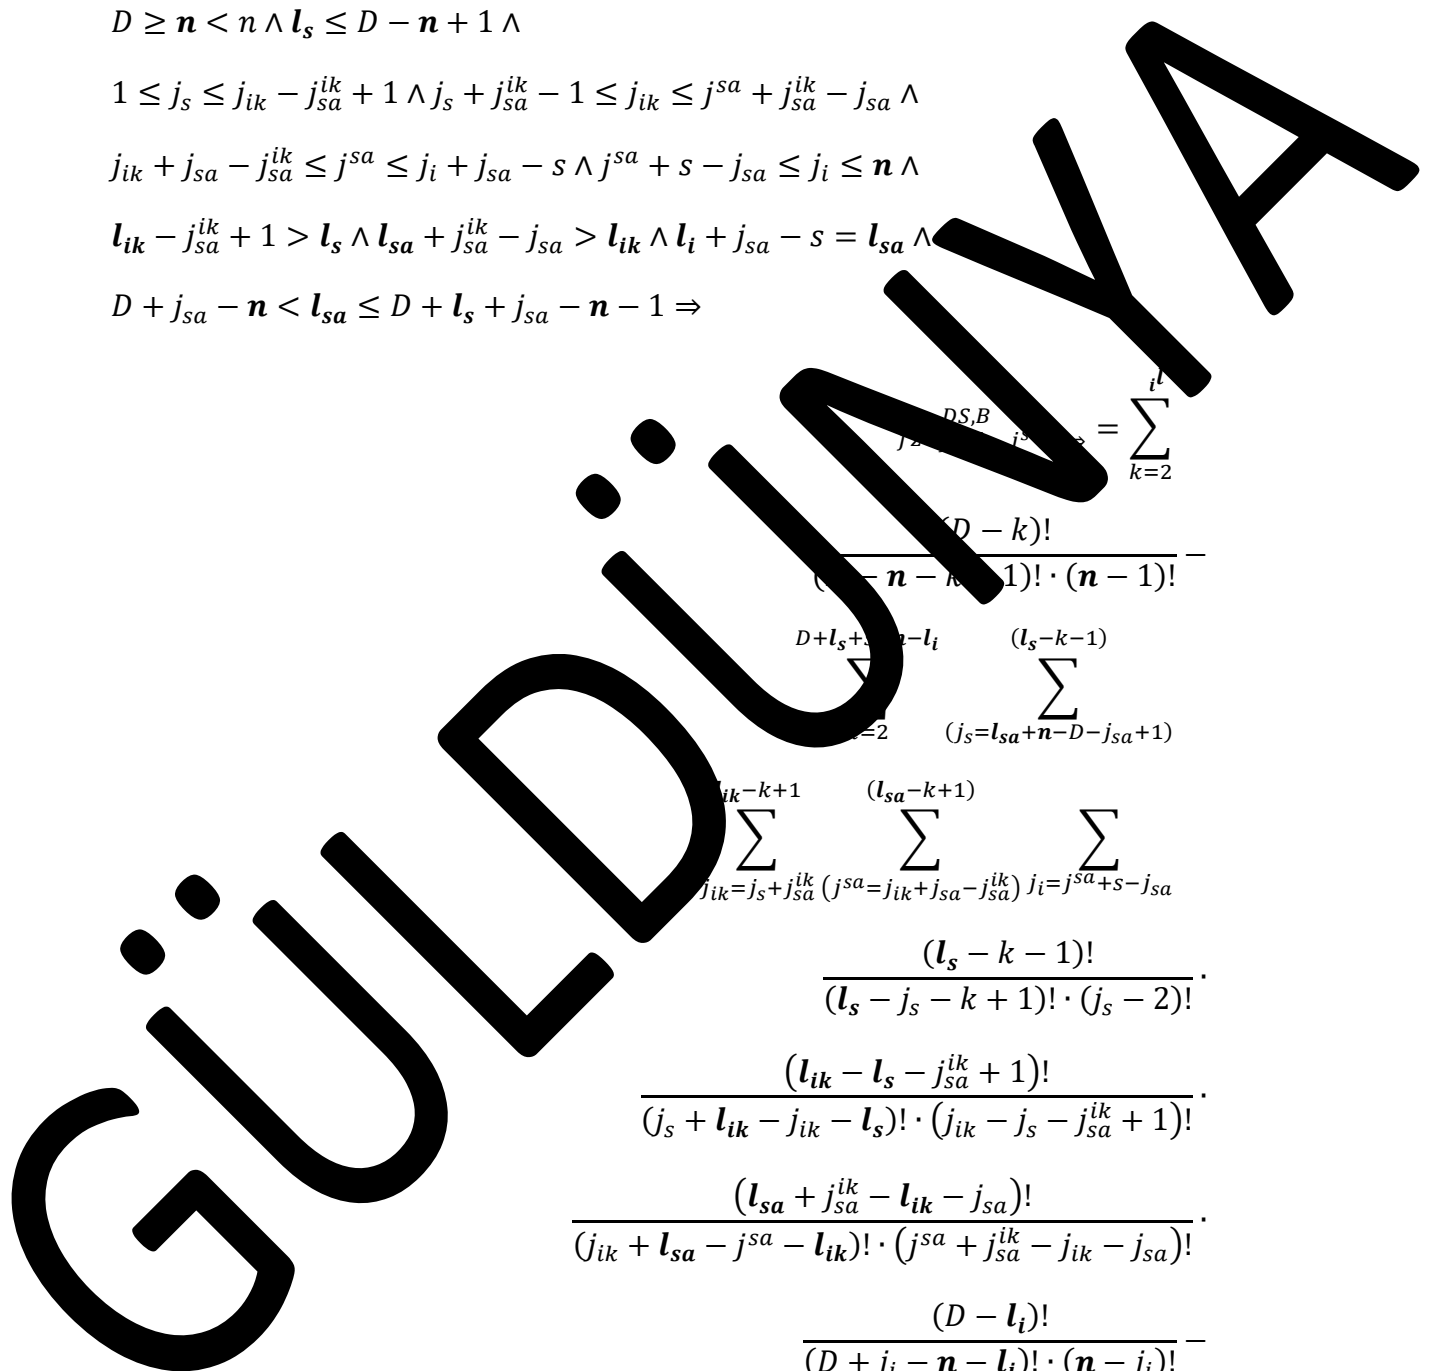 D ≥ n < n ∧ l_s ≤ D − n + 1 ∧
1 ≤ j_s ≤ j_ik − j_sa^ik + 1 ∧ j_s + j_sa^ik − 1 ≤ j_ik ≤ j^sa + j_sa^ik − j_sa ∧
j_ik + j_sa − j_sa^ik ≤ j^sa ≤ j_i + j_sa − s ∧ j^sa + s − j_sa ≤ j_i ≤ n ∧
l_ik − j_sa^ik + 1 > l_s ∧ l_sa + j_sa^ik − j_sa > l_ik ∧ l_i + j_sa − s = l_sa ∧
D + j_sa − n < l_sa ≤ D + l_s + j_sa − n − 1 ⇒
i^l
DS,B = ∑
k=2
(D − k)!
− n − 1)! · (n − 1)! −
D+l_s+ −l_i (l_s−k−1)
∑ ∑
=2 (j_s=l_sa+n−D−j_sa+1)
l_ik−k+1 (l_sa−k+1)
∑ ∑ ∑
j_ik=j_s+j_sa^ik (j^sa=j_ik+j_sa−j_sa^ik) j_i=j^sa+s−j_sa
(l_s − k − 1)!
(l_s − j_s − k + 1)! · (j_s − 2)! ·
(l_ik − l_s − j_sa^ik + 1)!
(j_s + l_ik − j_ik − l_s)! · (j_ik − j_s − j_sa^ik + 1)! ·
(l_sa + j_sa^ik − l_ik − j_sa)!
(j_ik + l_sa − j^sa − l_ik)! · (j^sa + j_sa^ik − j_ik − j_sa)! ·
(D − l_i)!
(D + j_i − n − l_i)! · (n − j_i)! −
GÜLDÜNYA